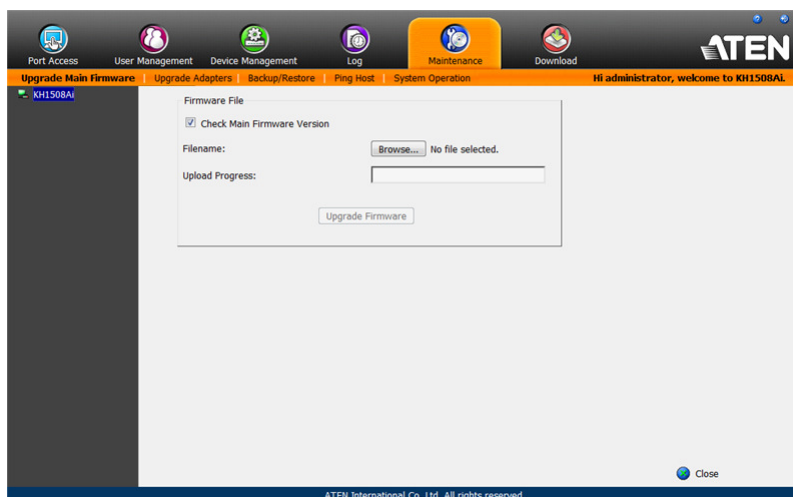 Port Access User Management Device Management Log Maintenance Download ATEN
Upgrade Main Firmware | Upgrade Adapters | Backup/Restore | Ping Host | System Operation Hi administrator, welcome to KH1508Ai.
KH1508Ai
Firmware File
Check Main Firmware Version
Filename: Browse... No file selected.
Upload Progress:
Upgrade Firmware
Close
ATEN International Co. Ltd. All rights reserved.